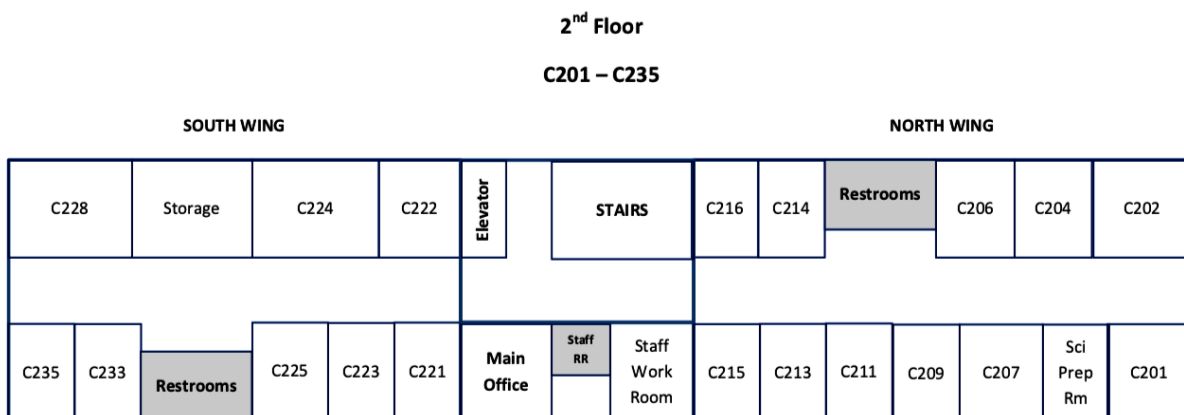 2nd Floor
C201 – C235
SOUTH WING
NORTH WING
C228
Storage
C224
C222
Elevator
STAIRS
C216
C214
Restrooms
C206
C204
C202
C235
C233
Restrooms
C225
C223
C221
Main
Office
Staff
RR
Staff
Work
Room
C215
C213
C211
C209
C207
Sci
Prep
Rm
C201